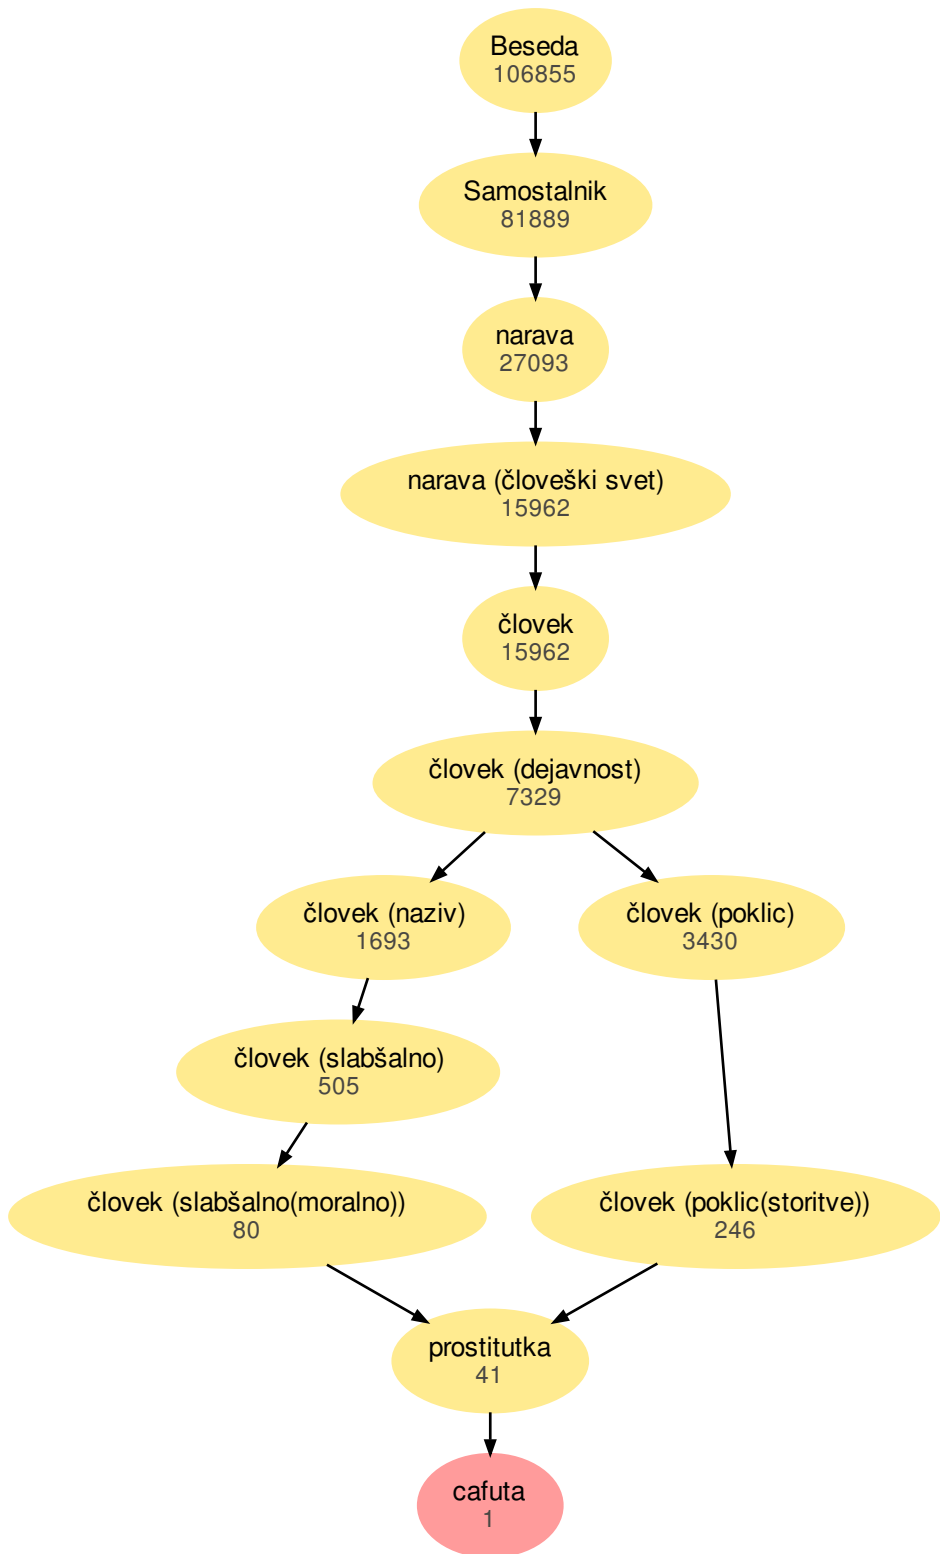 Beseda
106855
Samostalnik
81889
narava
27093
narava (človeški svet)
15962
človek
15962
človek (dejavnost)
7329
človek (naziv)
1693
človek (poklic)
3430
človek (slabšalno)
505
človek (slabšalno(moralno))
80
človek (poklic(storitve))
246
prostitutka
41
cafuta
1